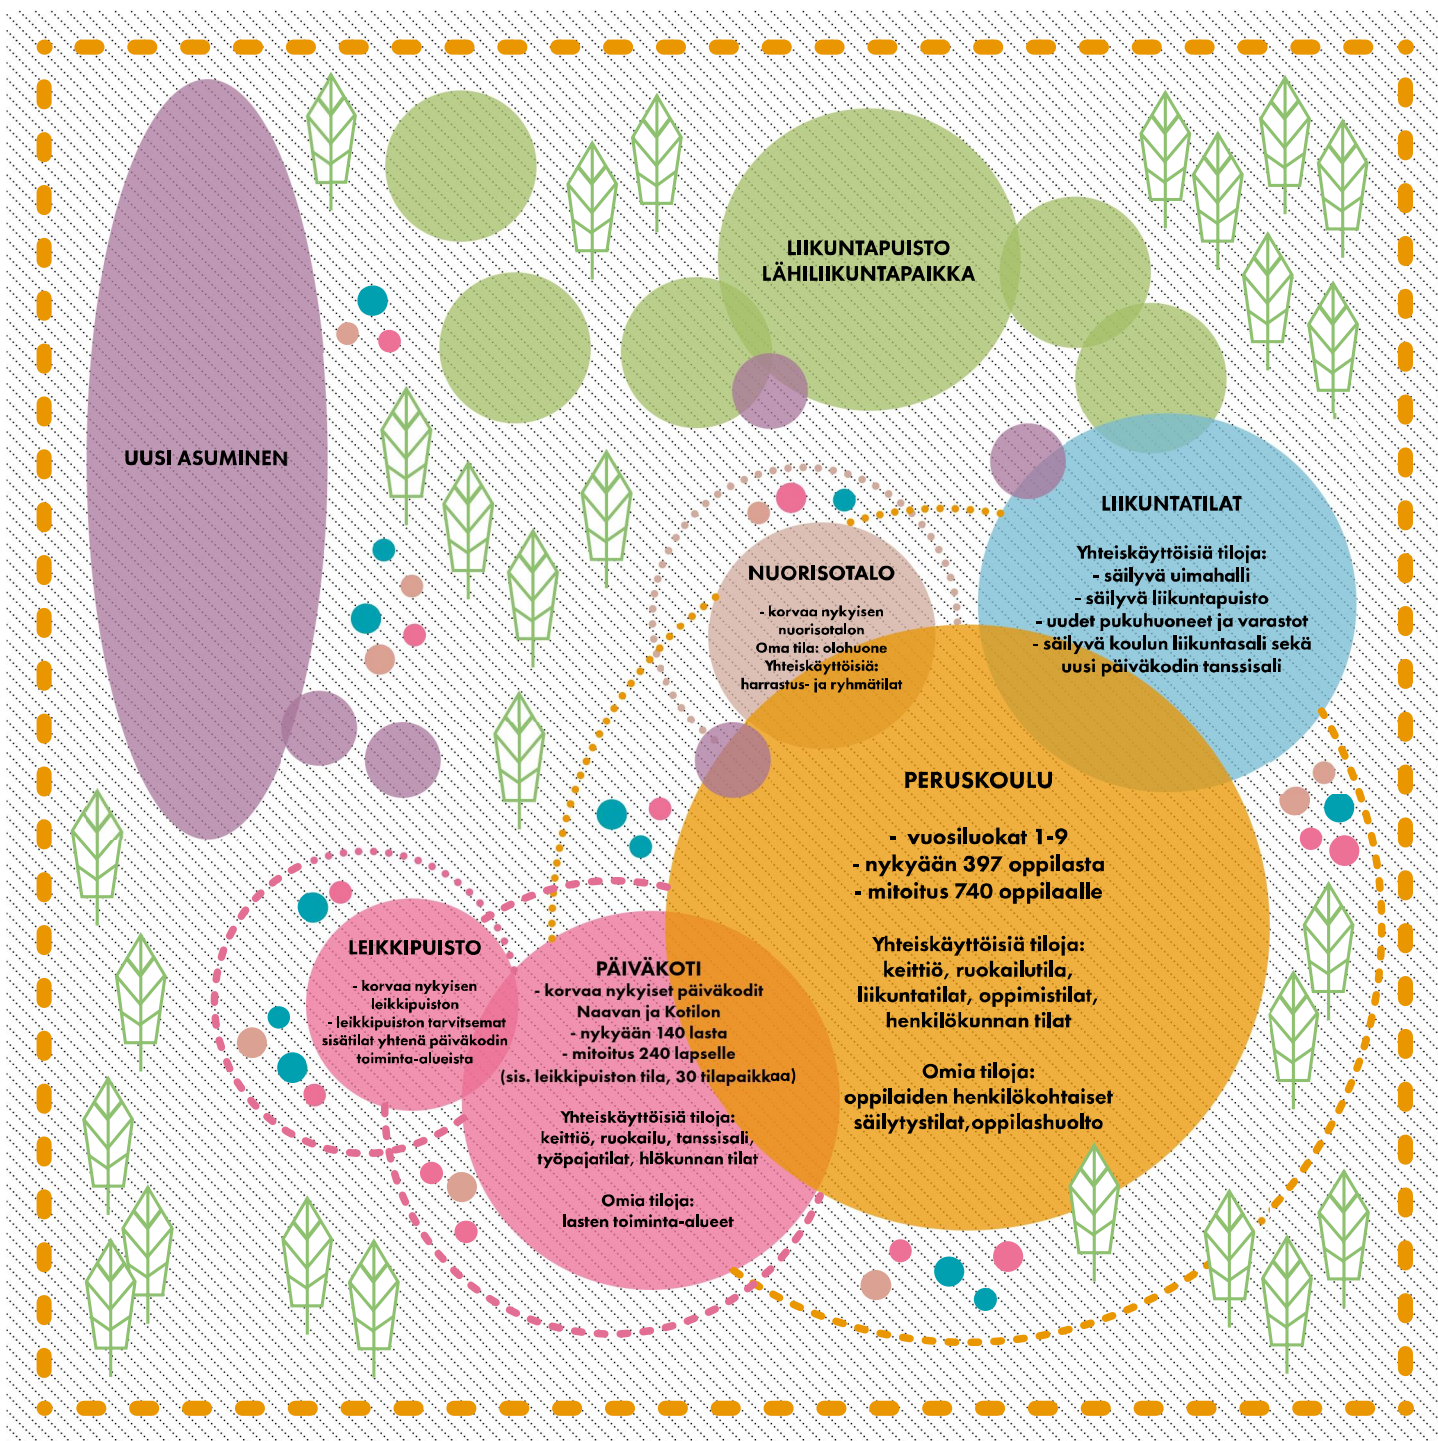 LIIKUNTAPUISTO
LÄHILIIKUNTAPAIKKA
UUSI ASUMINEN
LIIKUNTATILAT
Yhteiskäyttöisiä tiloja:
- säilyvä uimahalli
- säilyvä liikuntapuisto
- uudet pukuhuoneet ja varastot
- säilyvä koulun liikuntasali sekä
uusi päiväkodin tanssisali
NUORISOTALO
- korvaa nykyisen
nuorisotalon
Oma tila: olohuone
Yhteiskäyttöisiä:
harrastus- ja ryhmätilat
PERUSKOULU
- vuosiluokat 1-9
- nykyään 397 oppilasta
- mitoitus 740 oppilaalle
Yhteiskäyttöisiä tiloja:
keittiö, ruokailutila,
liikuntatilat, oppimistilat,
henkilökunnan tilat
Omia tiloja:
oppilaiden henkilökohtaiset
säilytystilat,oppilashuolto
LEIKKIPUISTO
- korvaa nykyisen
leikkipuiston
- leikkipuiston tarvitsemat
sisätilat yhtenä päiväkodin
toiminta-alueista
PÄIVÄKOTI
- korvaa nykyiset päiväkodit
Naavan ja Kotilon
- nykyään 140 lasta
- mitoitus 240 lapselle
(sis. leikkipuiston tila, 30 tilapaikkaa)
Yhteiskäyttöisiä tiloja:
keittiö, ruokailu, tanssisali,
työpajatilat, hlökunnan tilat
Omia tiloja:
lasten toiminta-alueet